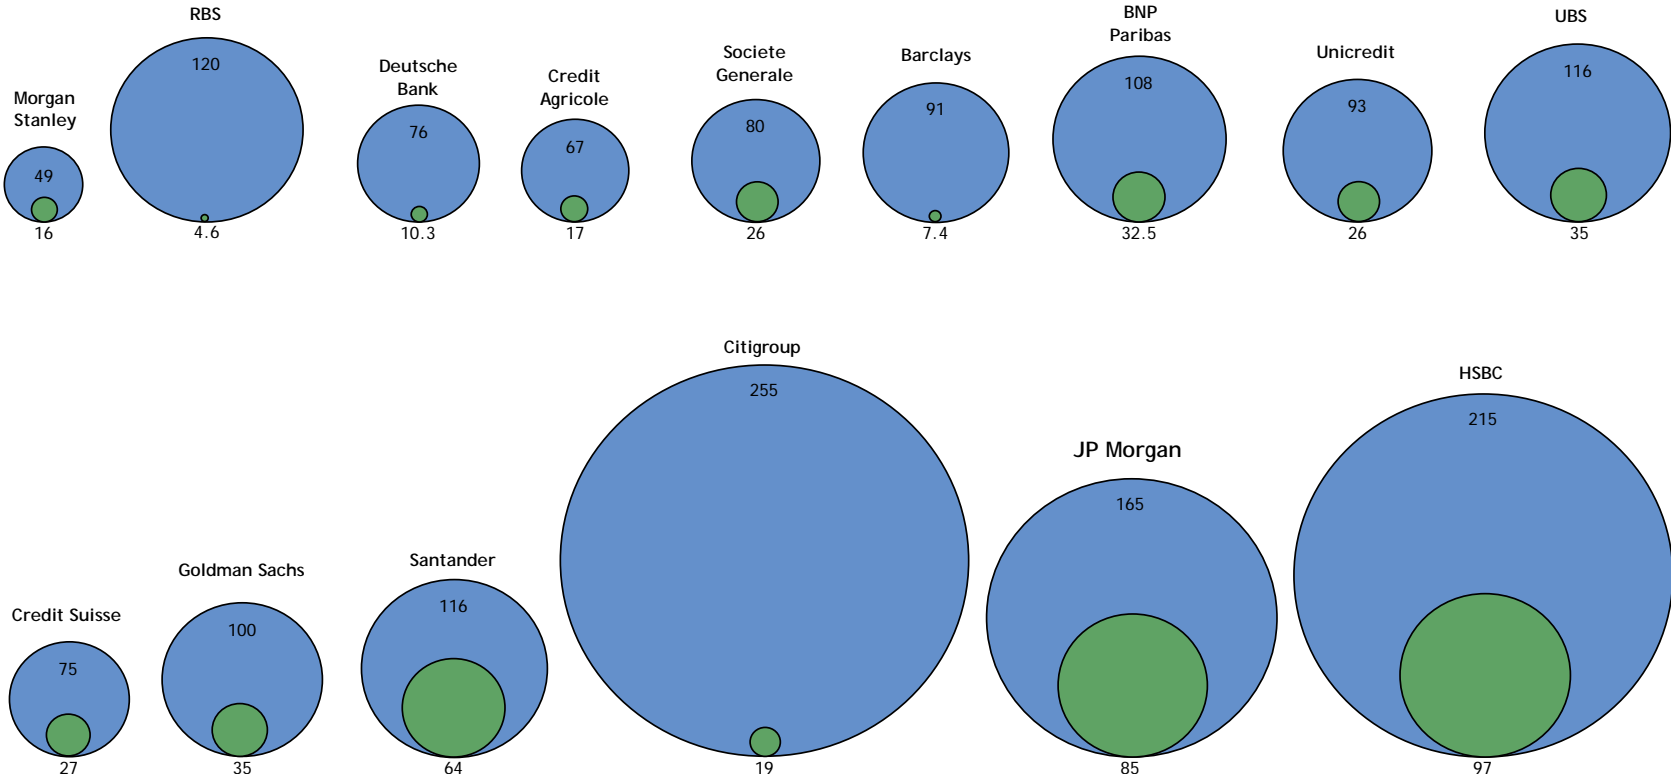 Morgan
Stanley
49
16
RBS
120
4.6
Deutsche
Bank
76
10.3
Credit
Agricole
67
17
Societe
Generale
80
26
Barclays
91
7.4
BNP
Paribas
108
32.5
Unicredit
93
26
UBS
116
35
Credit Suisse
75
27
Goldman Sachs
100
35
Santander
116
64
Citigroup
255
19
JP Morgan
165
85
HSBC
215
97